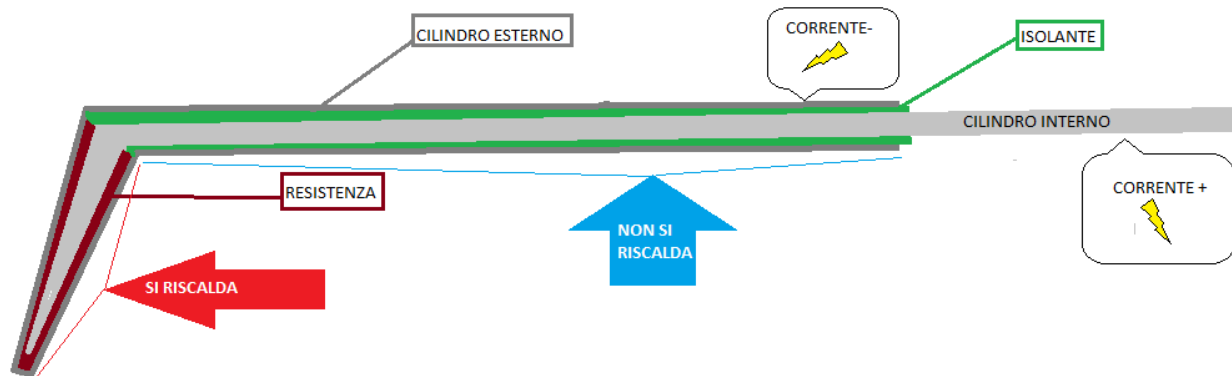 CILINDRO ESTERNO
CORRENTE-
ISOLANTE
CILINDRO INTERNO
RESISTENZA
CORRENTE +
NON SI
RISCALDA
SI RISCALDA